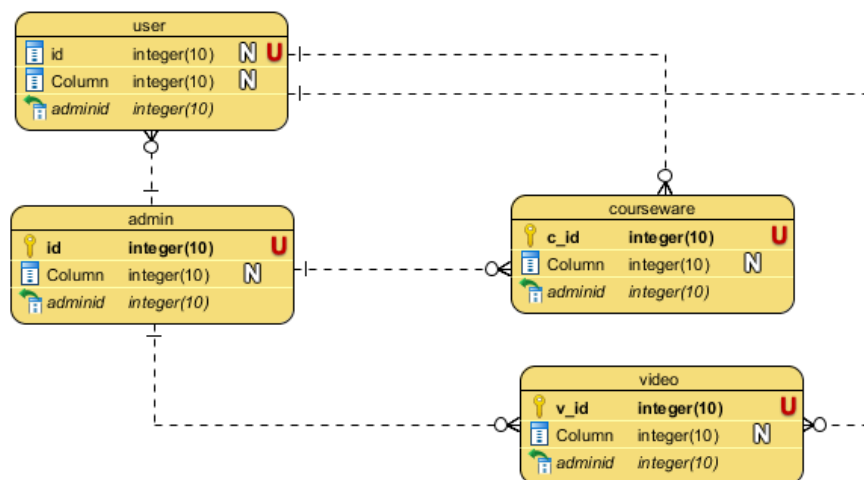 user
id integer(10) N U
Column integer(10) N
adminid integer(10)
admin
id integer(10) U
Column integer(10) N
adminid integer(10)
courseware
c_id integer(10) U
Column integer(10) N
adminid integer(10)
video
v_id integer(10) U
Column integer(10) N
adminid integer(10)